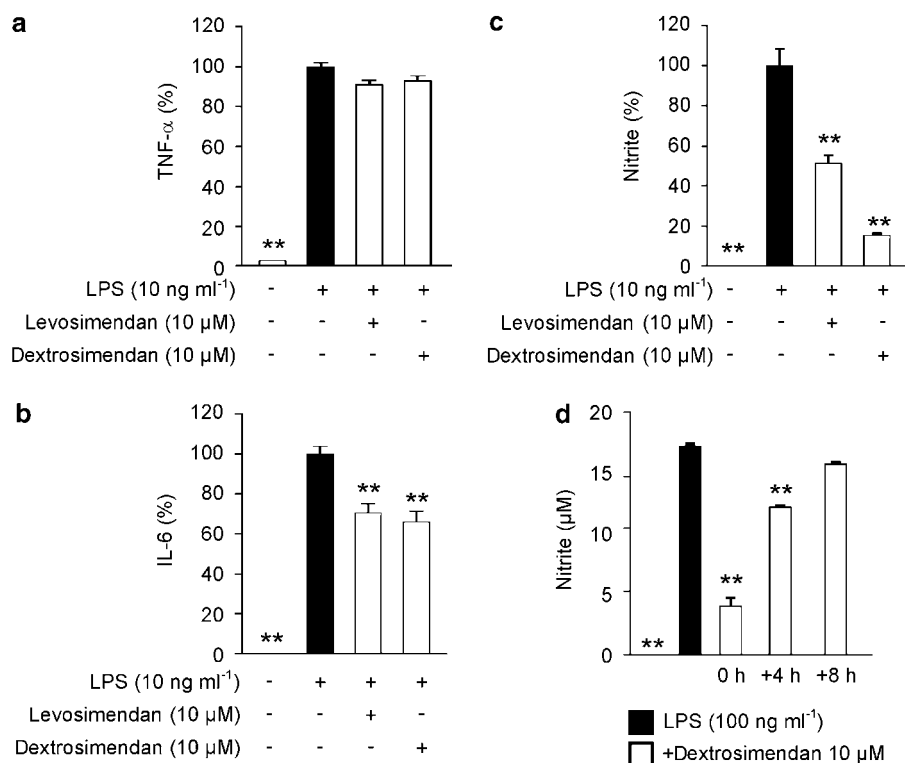 a
TNF-α (%)
120
100
80
60
40
20
0
**
LPS (10 ng ml⁻¹) - + + +
Levosimendan (10 µM) - - + -
Dextrosimendan (10 µM) - - - +
b
IL-6 (%)
120
100
80
60
40
20
0
** ** **
LPS (10 ng ml⁻¹) - + + +
Levosimendan (10 µM) - - + -
Dextrosimendan (10 µM) - - - +
c
Nitrite (%)
120
100
80
60
40
20
0
** ** **
LPS (10 ng ml⁻¹) - + + +
Levosimendan (10 µM) - - + -
Dextrosimendan (10 µM) - - - +
d
Nitrite (µM)
20
15
10
5
0
** ** **
0 h +4 h +8 h
LPS (100 ng ml⁻¹)
+Dextrosimendan 10 µM